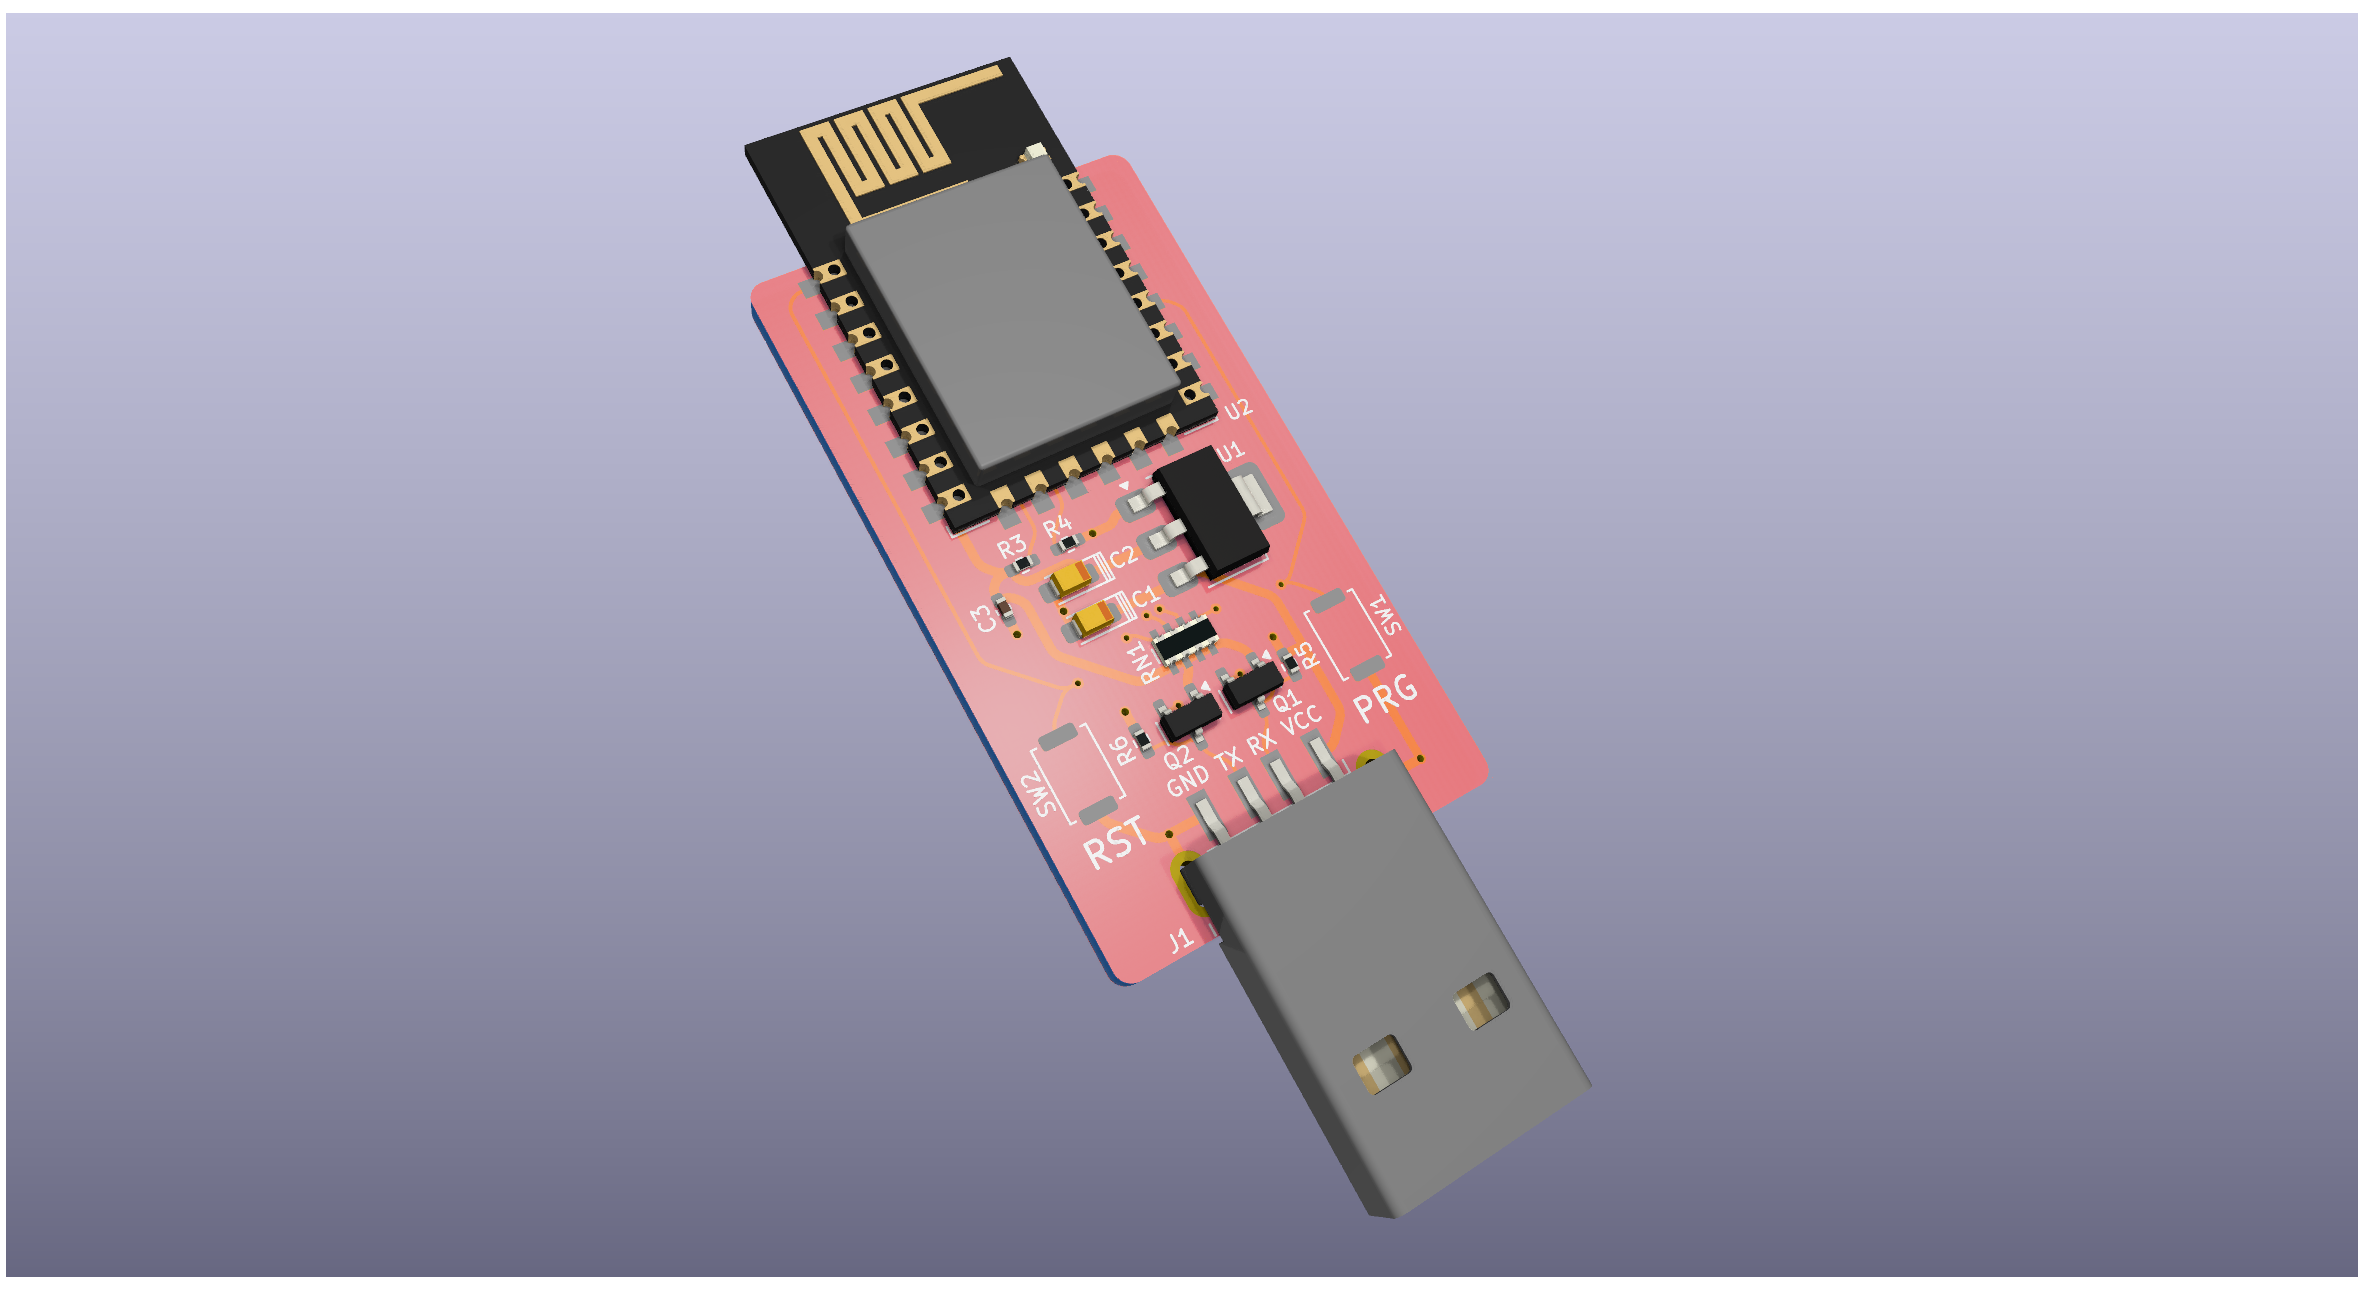 U2
U1
R4
R3
C2
C1
C3
SW1
RN1
R5
PRG
Q1
R6
Q2
GND TX RX VCC
SW2
RST
J1